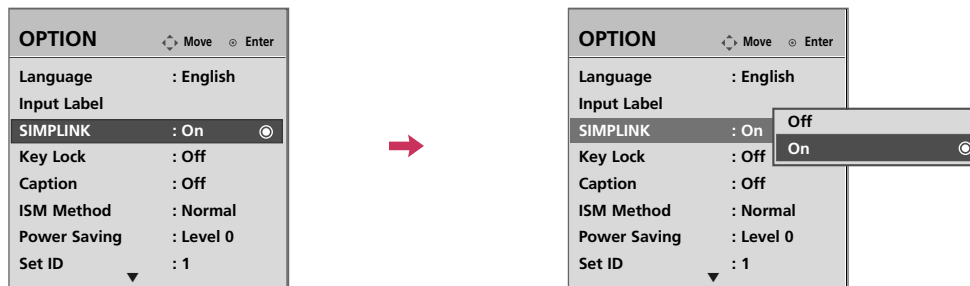 OPTION Move Enter
Language : English
Input Label
SIMPLINK : On
Key Lock : Off
Caption : Off
ISM Method : Normal
Power Saving : Level 0
Set ID : 1
OPTION Move Enter
Language : English
Input Label
SIMPLINK : On
Key Lock : Off
Caption : Off
ISM Method : Normal
Power Saving : Level 0
Set ID : 1
Off
On